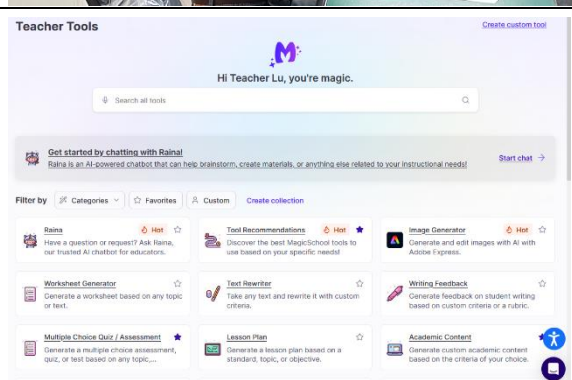 Teacher Tools
Create custom tool
Hi Teacher Lu, you're magic.
Search all tools
Get started by chatting with Raina!
Raina is an AI-powered chatbot that can help brainstorm, create materials, or anything else related to your instructional needs!
Start chat →
Filter by
Categories
Favorites
Custom
Create collection
Raina
Hot
Have a question or request? Ask Raina,
our trusted AI chatbot for educators.
Tool Recommendations
Hot
Discover the best MagicSchool tools to
use based on your specific needs!
Image Generator
Hot
Generate and edit images with AI with
Adobe Express.
Worksheet Generator
Generate a worksheet based on any topic
or text.
Text Rewriter
Take any text and rewrite it with custom
criteria.
Writing Feedback
Generate feedback on student writing
based on custom criteria or a rubric.
Multiple Choice Quiz / Assessment
Generate a multiple choice assessment,
quiz, or test based on any topic,...
Lesson Plan
Generate a lesson plan based on a
standard, topic, or objective.
Academic Content
Generate custom academic content
based on the criteria of your choice.